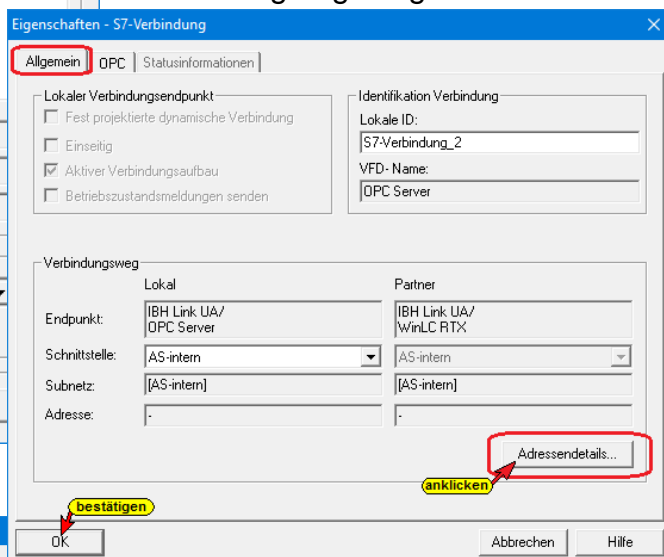 Eigenschaften - S7-Verbindung
Allgemein OPC Statusinformationen
Lokaler Verbindungsendpunkt
Fest projektierte dynamische Verbindung
Einseitig
Aktiver Verbindungsaufbau
Betriebszustandsmeldungen senden
Identifikation Verbindung
Lokale ID:
S7-Verbindung_2
VFD- Name:
OPC Server
Verbindungsweg
Lokal Partner
Endpunkt: IBH Link UA/ IBH Link UA/
OPC Server WinLC RTX
Schnittstelle: AS-intern AS-intern
Subnetz: [AS-intern] [AS-intern]
Adresse: - -
Adressendetails...
anklicken
bestätigen
OK Abbrechen Hilfe